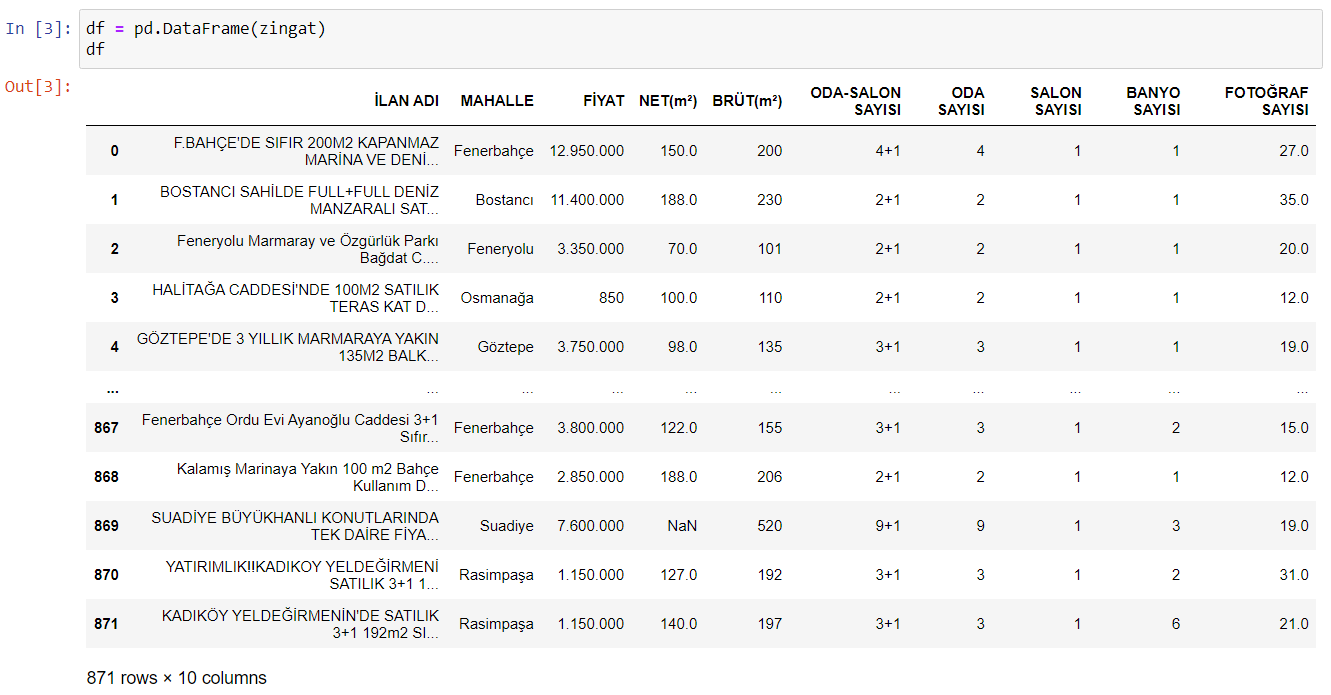 In [3]: df = pd.DataFrame(zingat)
df
Out[3]:
İLAN ADI MAHALLE FİYAT NET(m²) BRÜT(m²) ODA-SALON SAYISI ODA SAYISI SALON SAYISI BANYO SAYISI FOTOĞRAF SAYISI
0 F.BAHÇE'DE SIFIR 200M2 KAPANMAZ MARİNA VE DENİ... Fenerbahçe 12.950.000 150.0 200 4+1 4 1 1 27.0
1 BOSTANCI SAHİLDE FULL+FULL DENİZ MANZARALI SAT... Bostancı 11.400.000 188.0 230 2+1 2 1 1 35.0
2 Feneryolu Marmaray ve Özgürlük Parkı Bağdat C.... Feneryolu 3.350.000 70.0 101 2+1 2 1 1 20.0
3 HALİTAĞA CADDESİ'NDE 100M2 SATILIK TERAS KAT D... Osmanağa 850 100.0 110 2+1 2 1 1 12.0
4 GÖZTEPE'DE 3 YILLIK MARMARAYA YAKIN 135M2 BALK... Göztepe 3.750.000 98.0 135 3+1 3 1 1 19.0
... ... ... ... ... ... ... ... ... ... ...
867 Fenerbahçe Ordu Evi Ayanoğlu Caddesi 3+1 Sıfır... Fenerbahçe 3.800.000 122.0 155 3+1 3 1 2 15.0
868 Kalamış Marinaya Yakın 100 m2 Bahçe Kullanım D... Fenerbahçe 2.850.000 188.0 206 2+1 2 1 1 12.0
869 SUADİYE BÜYÜKHANLI KONUTLARINDA TEK DAİRE FİYA... Suadiye 7.600.000 NaN 520 9+1 9 1 3 19.0
870 YATIRIMLIK!!KADIKOY YELDEĞİRMENİ SATILIK 3+1 1... Rasimpaşa 1.150.000 127.0 192 3+1 3 1 2 31.0
871 KADIKÖY YELDEĞİRMENİN'DE SATILIK 3+1 192m2 SI... Rasimpaşa 1.150.000 140.0 197 3+1 3 1 6 21.0
871 rows × 10 columns